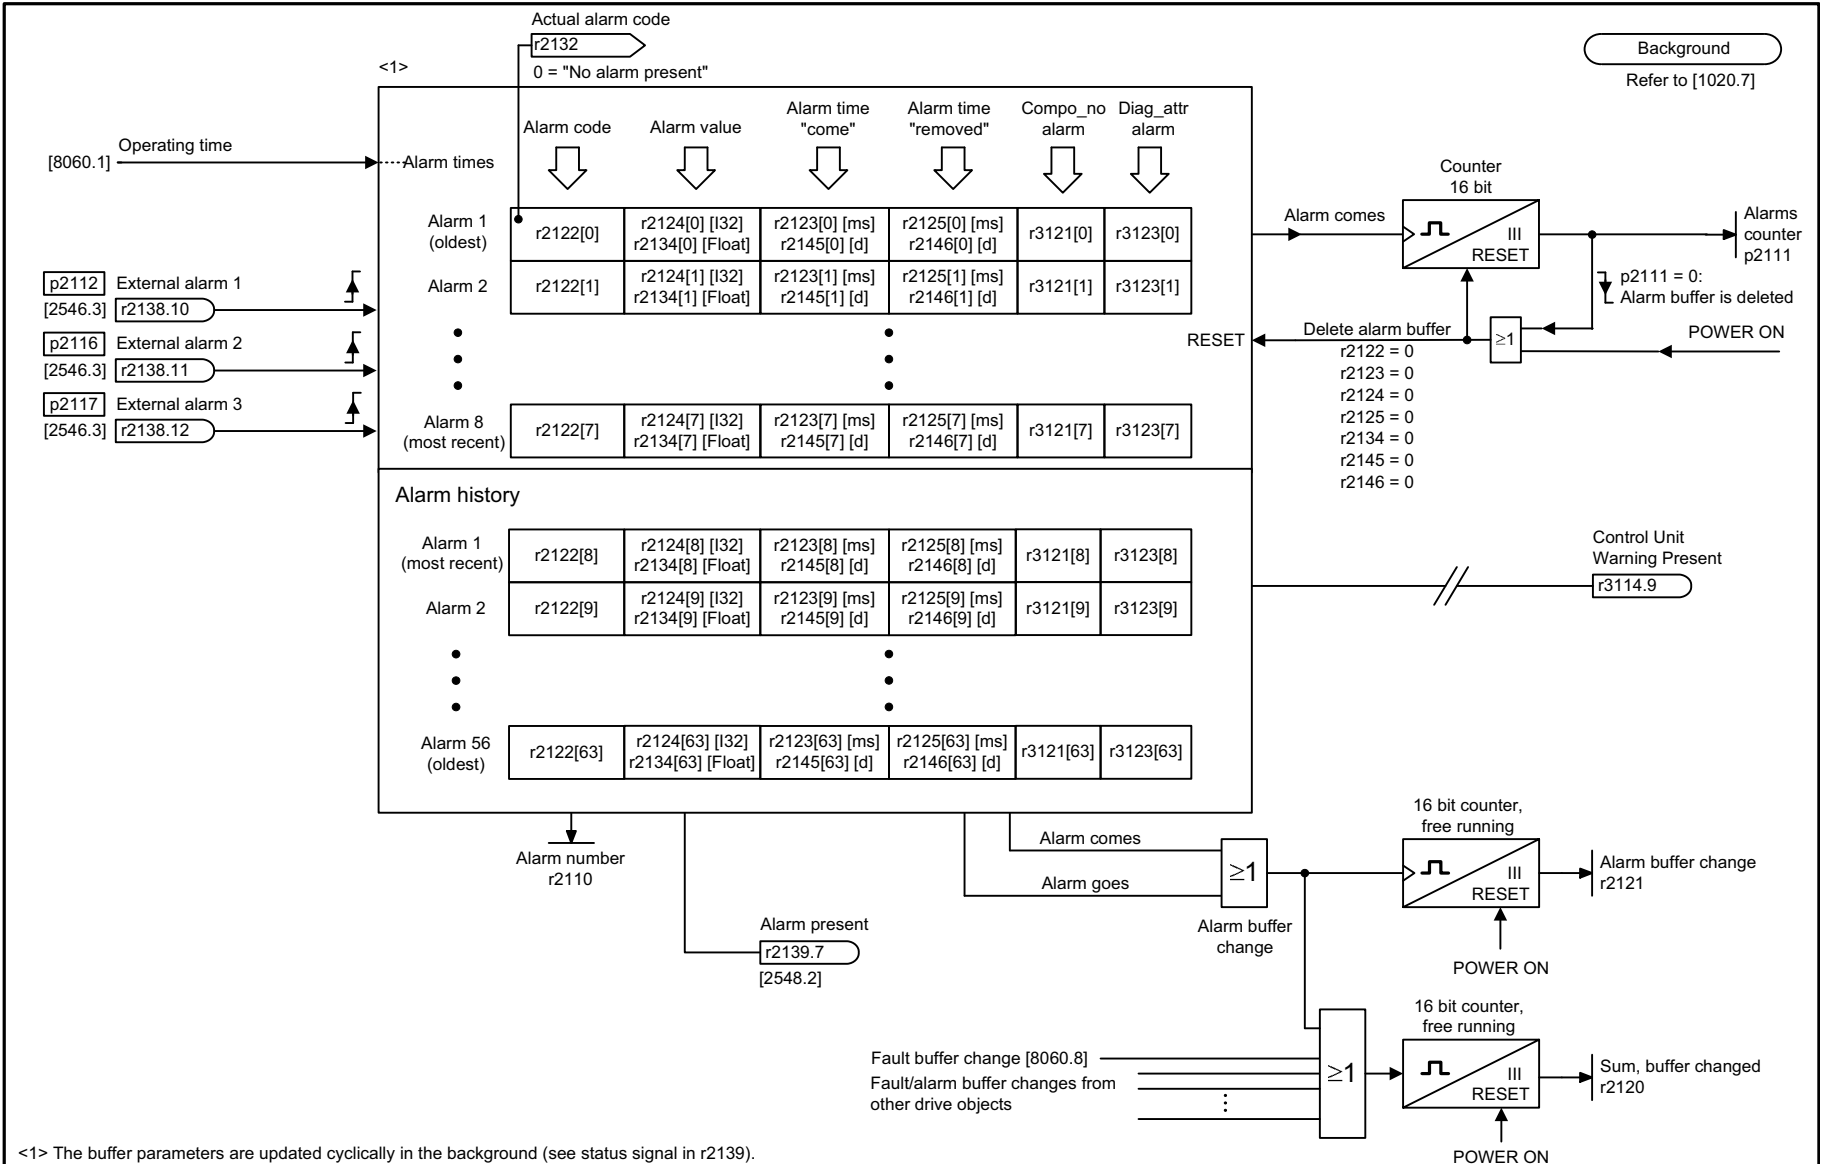 Actual alarm code
r2132
0 = "No alarm present"
<1>
Background
Refer to [1020.7]
Operating time
[8060.1]
Alarm times
Alarm code
Alarm value
Alarm time
"come"
Alarm time
"removed"
Compo_no
alarm
Diag_attr
alarm
Alarm 1
(oldest)
r2122[0]
r2124[0] [I32]
r2134[0] [Float]
r2123[0] [ms]
r2145[0] [d]
r2125[0] [ms]
r2146[0] [d]
r3121[0]
r3123[0]
Alarm 2
r2122[1]
r2124[1] [I32]
r2134[1] [Float]
r2123[1] [ms]
r2145[1] [d]
r2125[1] [ms]
r2146[1] [d]
r3121[1]
r3123[1]
Alarm 8
(most recent)
r2122[7]
r2124[7] [I32]
r2134[7] [Float]
r2123[7] [ms]
r2145[7] [d]
r2125[7] [ms]
r2146[7] [d]
r3121[7]
r3123[7]
p2112
External alarm 1
[2546.3]
r2138.10
p2116
External alarm 2
[2546.3]
r2138.11
p2117
External alarm 3
[2546.3]
r2138.12
Alarm comes
Counter
16 bit
III
RESET
Alarms
counter
p2111
p2111 = 0:
Alarm buffer is deleted
≥1
POWER ON
RESET
Delete alarm buffer
r2122 = 0
r2123 = 0
r2124 = 0
r2125 = 0
r2134 = 0
r2145 = 0
r2146 = 0
Alarm history
Alarm 1
(most recent)
r2122[8]
r2124[8] [I32]
r2134[8] [Float]
r2123[8] [ms]
r2145[8] [d]
r2125[8] [ms]
r2146[8] [d]
r3121[8]
r3123[8]
Alarm 2
r2122[9]
r2124[9] [I32]
r2134[9] [Float]
r2123[9] [ms]
r2145[9] [d]
r2125[9] [ms]
r2146[9] [d]
r3121[9]
r3123[9]
Alarm 56
(oldest)
r2122[63]
r2124[63] [I32]
r2134[63] [Float]
r2123[63] [ms]
r2145[63] [d]
r2125[63] [ms]
r2146[63] [d]
r3121[63]
r3123[63]
Control Unit
Warning Present
r3114.9
Alarm number
r2110
Alarm present
r2139.7
[2548.2]
Alarm comes
Alarm goes
≥1
Alarm buffer
change
16 bit counter,
free running
III
RESET
POWER ON
Alarm buffer change
r2121
Fault buffer change [8060.8]
Fault/alarm buffer changes from
other drive objects
≥1
16 bit counter,
free running
III
RESET
POWER ON
Sum, buffer changed
r2120
<1> The buffer parameters are updated cyclically in the background (see status signal in r2139).